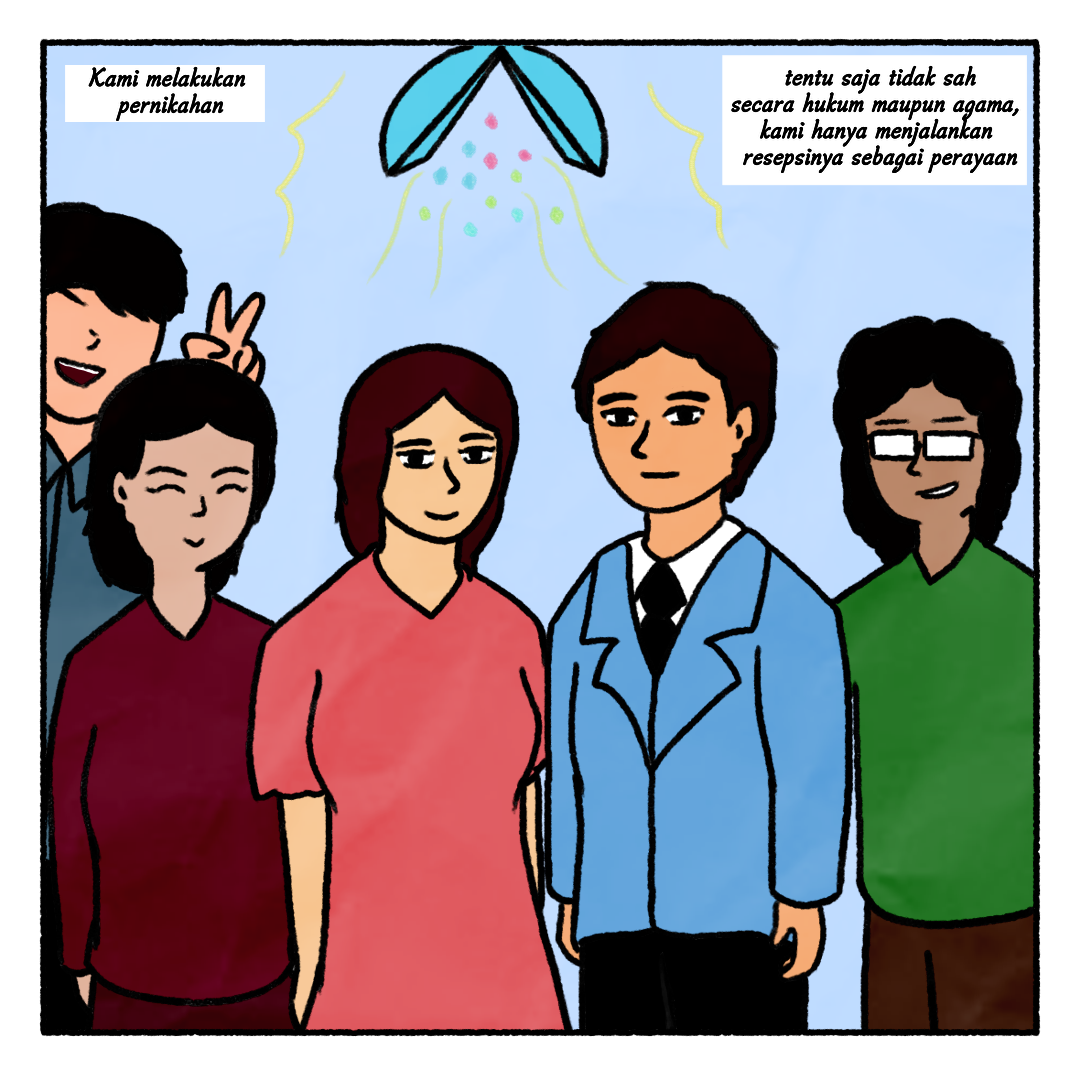 Kami melakukan
pernikahan
tentu saja tidak sah
secara hukum maupun agama,
kami hanya menjalankan
resepsinya sebagai perayaan